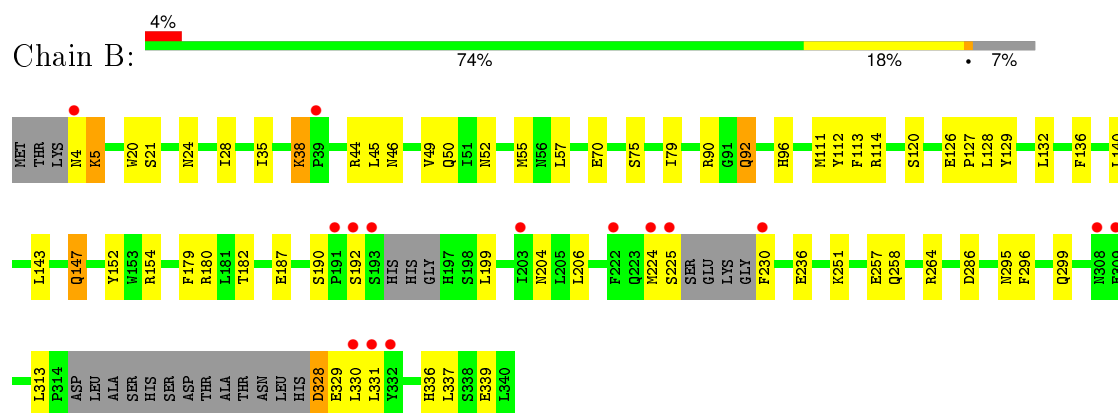 4%
Chain B:
74% 18% • 7%
MET THR LYS N4 K5 W20 S21 N24 I28 I35 K38 P39 R44 L45 N46 V49 Q50 I51 N52 M55 N56 L57 E70 S75 I79 R90 G91 Q92 H96 M111 Y112 F113 R114 S120 E126 P127 L128 Y129 L132 F136 L140
L143 Q147 Y152 W153 R154 F179 R180 L181 T182 E187 S190 P191 S192 S193 HIS HIS GLY H197 S198 L199 I203 N204 L205 L206 F222 Q223 M224 S225 SER GLU LYS GLY F230 E236 K251 E257 Q258 R264 D286 N295 F296 Q299 N308
L313 P314 ASP LEU ALA SER HIS SER ASP THR ALA THR ASN LEU HIS D328 E329 L330 L331 Y332 H336 L337 S338 E339 L340